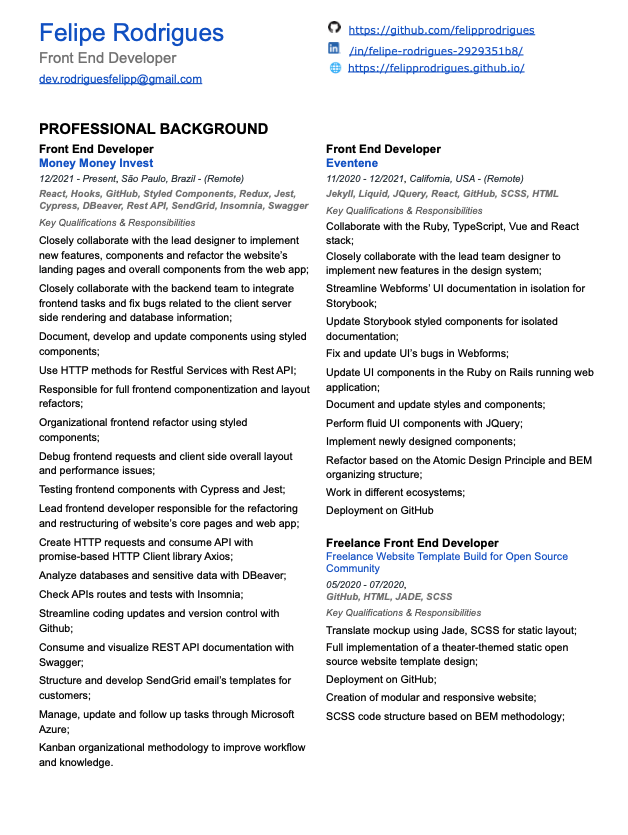 Felipe Rodrigues
Front End Developer
dev.rodriguesfelipp@gmail.com
https://github.com/felipprodrigues
/in/felipe-rodrigues-2929351b8/
https://felipprodrigues.github.io/
PROFESSIONAL BACKGROUND
Front End Developer
Money Money Invest
12/2021 - Present, São Paulo, Brazil - (Remote)
React, Hooks, GitHub, Styled Components, Redux, Jest,
Cypress, DBeaver, Rest API, SendGrid, Insomnia, Swagger
Key Qualifications & Responsibilities
Closely collaborate with the lead designer to implement
new features, components and refactor the website's
landing pages and overall components from the web app;
Closely collaborate with the backend team to integrate
frontend tasks and fix bugs related to the client server
side rendering and database information;
Document, develop and update components using styled
components;
Use HTTP methods for Restful Services with Rest API;
Responsible for full frontend componentization and layout
refactors;
Organizational frontend refactor using styled
components;
Debug frontend requests and client side overall layout
and performance issues;
Testing frontend components with Cypress and Jest;
Lead frontend developer responsible for the refactoring
and restructuring of website's core pages and web app;
Create HTTP requests and consume API with
promise-based HTTP Client library Axios;
Analyze databases and sensitive data with DBeaver;
Check APIs routes and tests with Insomnia;
Streamline coding updates and version control with
Github;
Consume and visualize REST API documentation with
Swagger;
Structure and develop SendGrid email's templates for
customers;
Manage, update and follow up tasks through Microsoft
Azure;
Kanban organizational methodology to improve workflow
and knowledge.
Front End Developer
Eventene
11/2020 - 12/2021, California, USA - (Remote)
Jekyll, Liquid, JQuery, React, GitHub, SCSS, HTML
Key Qualifications & Responsibilities
Collaborate with the Ruby, TypeScript, Vue and React
stack;
Closely collaborate with the lead team designer to
implement new features in the design system;
Streamline Webforms' UI documentation in isolation for
Storybook;
Update Storybook styled components for isolated
documentation;
Fix and update UI's bugs in Webforms;
Update UI components in the Ruby on Rails running web
application;
Document and update styles and components;
Perform fluid UI components with JQuery;
Implement newly designed components;
Refactor based on the Atomic Design Principle and BEM
organizing structure;
Work in different ecosystems;
Deployment on GitHub
Freelance Front End Developer
Freelance Website Template Build for Open Source
Community
05/2020 - 07/2020,
GitHub, HTML, JADE, SCSS
Key Qualifications & Responsibilities
Translate mockup using Jade, SCSS for static layout;
Full implementation of a theater-themed static open
source website template design;
Deployment on GitHub;
Creation of modular and responsive website;
SCSS code structure based on BEM methodology;